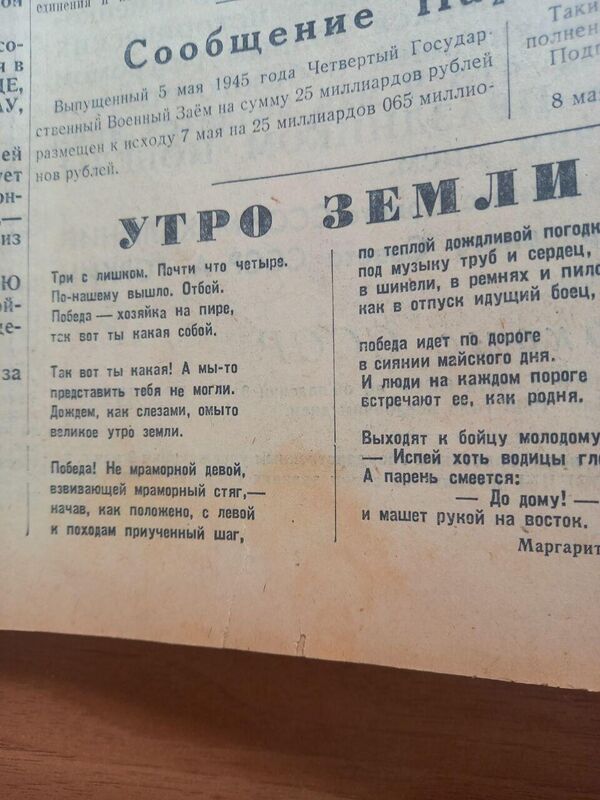 Сообщение
Выпущенный 5 мая 1945 года Четвертый Государ-
ственный Военный Заём на сумму 25 миллиардов рублей
размещен к исходу 7 мая на 25 миллиардов 065 миллио-
нов рублей.
8 ма
УТРО ЗЕМЛИ
Три с лишком. Почти что четыре.
По-нашему вышло. Отбой.
Победа — хозяйка на пире,
так вот ты какая собой.
Так вот ты какая! А мы-то
представить тебя не могли.
Дождем, как слезами, омыто
великое утро земли.
Победа! Не мраморной девой,
взвивающей мраморный стяг,—
начав, как положено, с левой
к походам приученный шаг,
по теплой дождливой погодк
под музыку труб и сердец,
в шинели, в ремнях и пило
как в отпуск идущий боец,
победа идет по дороге
в сиянии майского дня.
И люди на каждом пороге
встречают ее, как родня.
Выходят к бойцу молодому
— Испей хоть водицы гл
А парень смеется:
— До дому! —
и машет рукой на восток.
Маргарит